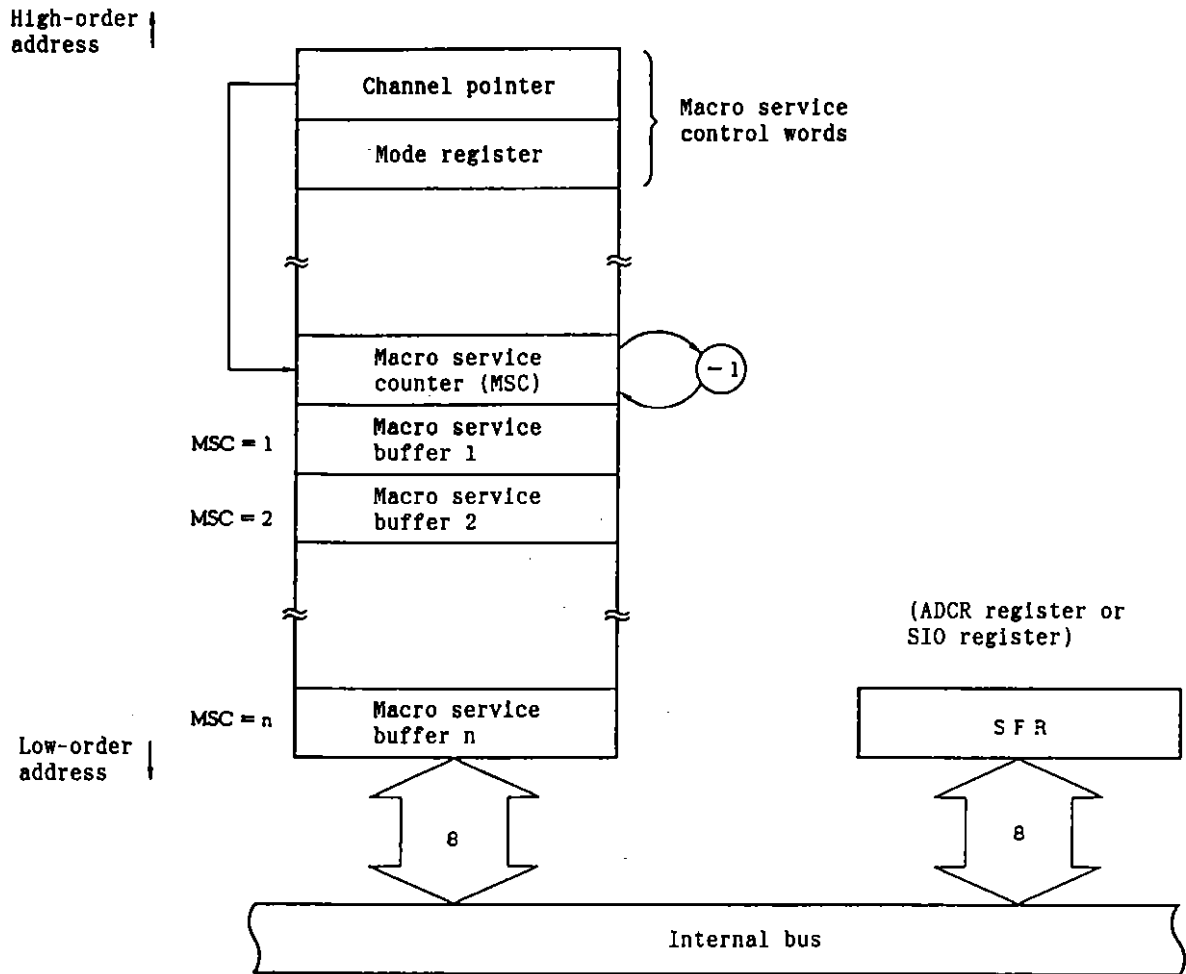 High-order
address
Channel pointer
Mode register
Macro service
control words
Macro service
counter (MSC)
-1
MSC = 1
Macro service
buffer 1
MSC = 2
Macro service
buffer 2
(ADCR register or
SIO register)
MSC = n
Macro service
buffer n
SFR
Low-order
address
8
8
Internal bus